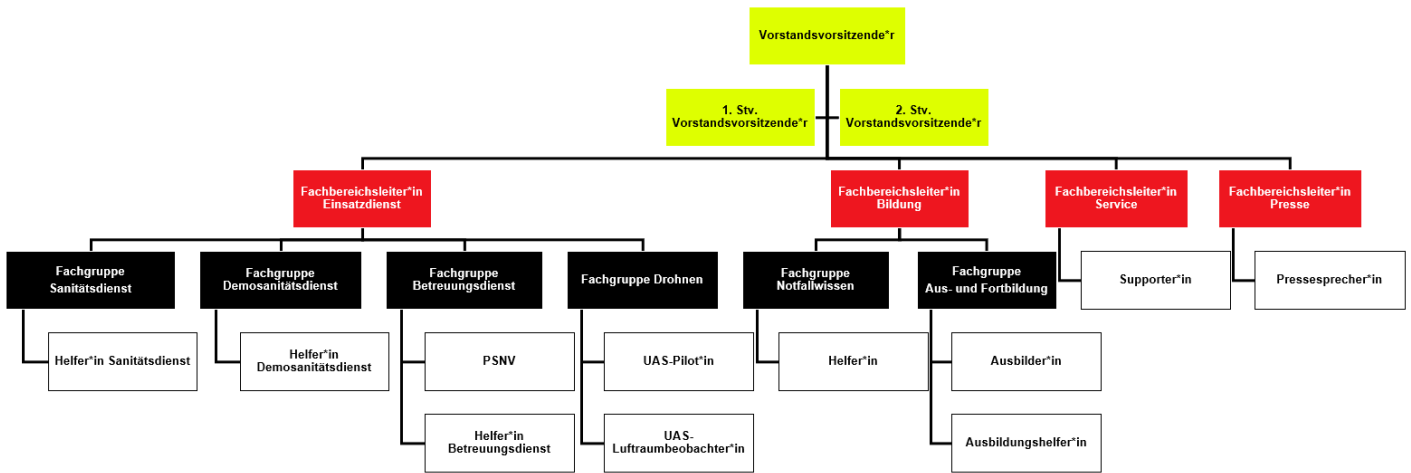 Vorstandsvorsitzende*r
1. Stv.
Vorstandsvorsitzende*r
2. Stv.
Vorstandsvorsitzende*r
Fachbereichsleiter*in
Einsatzdienst
Fachbereichsleiter*in
Bildung
Fachbereichsleiter*in
Service
Fachbereichsleiter*in
Presse
Fachgruppe
Sanitätsdienst
Fachgruppe
Demosanitätsdienst
Fachgruppe
Betreuungsdienst
Fachgruppe Drohnen
Fachgruppe
Notfallwissen
Fachgruppe
Aus- und Fortbildung
Supporter*in
Pressesprecher*in
Helfer*in Sanitätsdienst
Helfer*in
Demosanitätsdienst
PSNV
UAS-Pilot*in
Helfer*in
Ausbilder*in
Helfer*in
Betreuungsdienst
UAS-
Luftraumbeobachter*in
Ausbildungshelfer*in